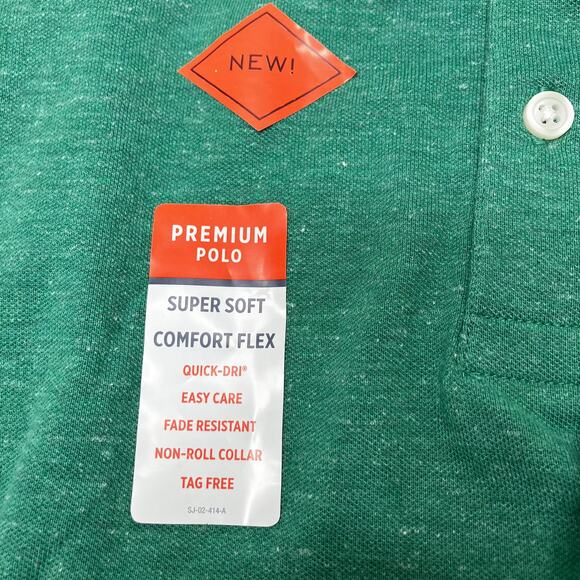 NEW!
PREMIUM
POLO
SUPER SOFT
COMFORT FLEX
QUICK-DRI®
EASY CARE
FADE RESISTANT
NON-ROLL COLLAR
TAG FREE
SJ-02-414-A